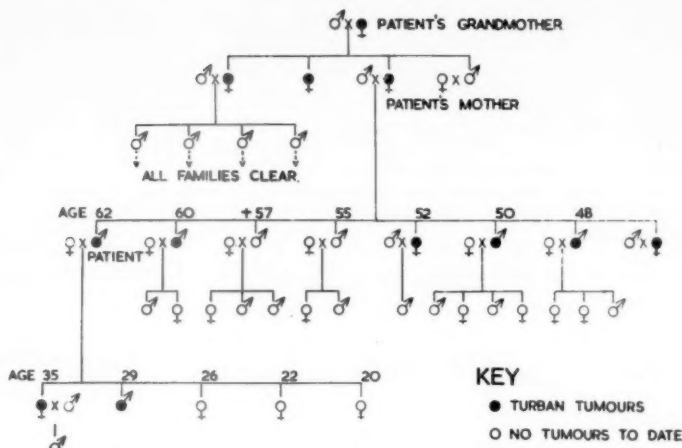 PATIENT'S GRANDMOTHER
PATIENT'S MOTHER
ALL FAMILIES CLEAR.
AGE 62 60 †57 55 52 50 48
PATIENT
AGE 35 29 26 22 20
KEY
● TURBAN TUMOURS
○ NO TUMOURS TO DATE